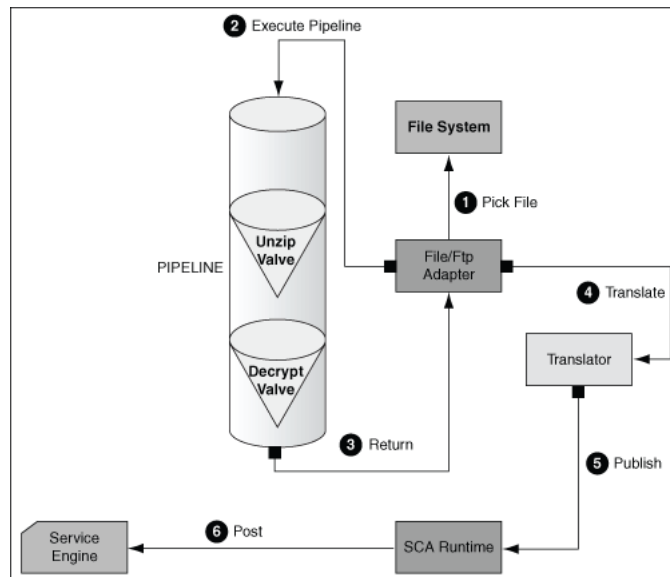 2 Execute Pipeline
File System
1 Pick File
Unzip
Valve
PIPELINE
File/Ftp
Adapter
4 Translate
Translator
Decrypt
Valve
3 Return
5 Publish
6 Post
Service
Engine
SCA Runtime